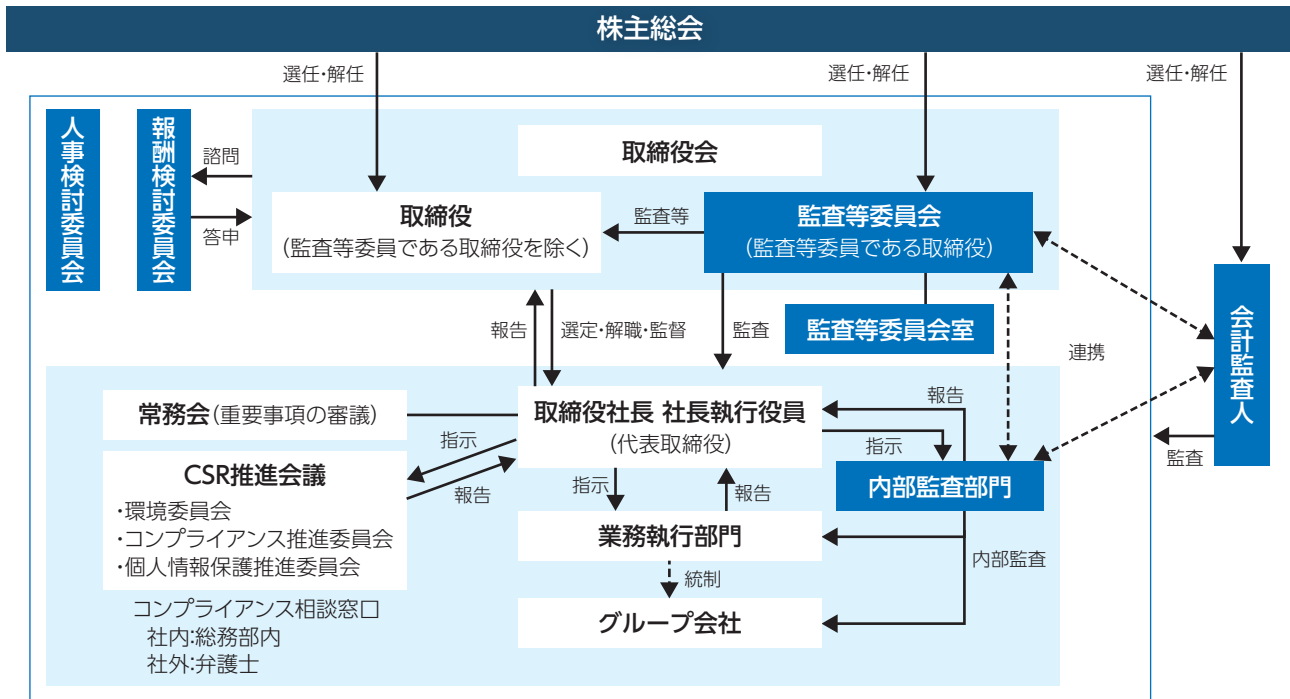 株主総会
選任・解任
選任・解任
選任・解任
人事検討委員会
報酬検討委員会
諮問
答申
取締役会
取締役
(監査等委員である取締役を除く)
監査等
監査等委員会
(監査等委員である取締役)
監査等委員会室
会計監査人
報告
選定・解職・監督
監査
連携
常務会(重要事項の審議)
取締役社長 社長執行役員
(代表取締役)
報告
指示
指示
報告
監査
CSR推進会議
・環境委員会
・コンプライアンス推進委員会
・個人情報保護推進委員会
指示
報告
内部監査部門
業務執行部門
内部監査
統制
グループ会社
コンプライアンス相談窓口
社内:総務部内
社外:弁護士